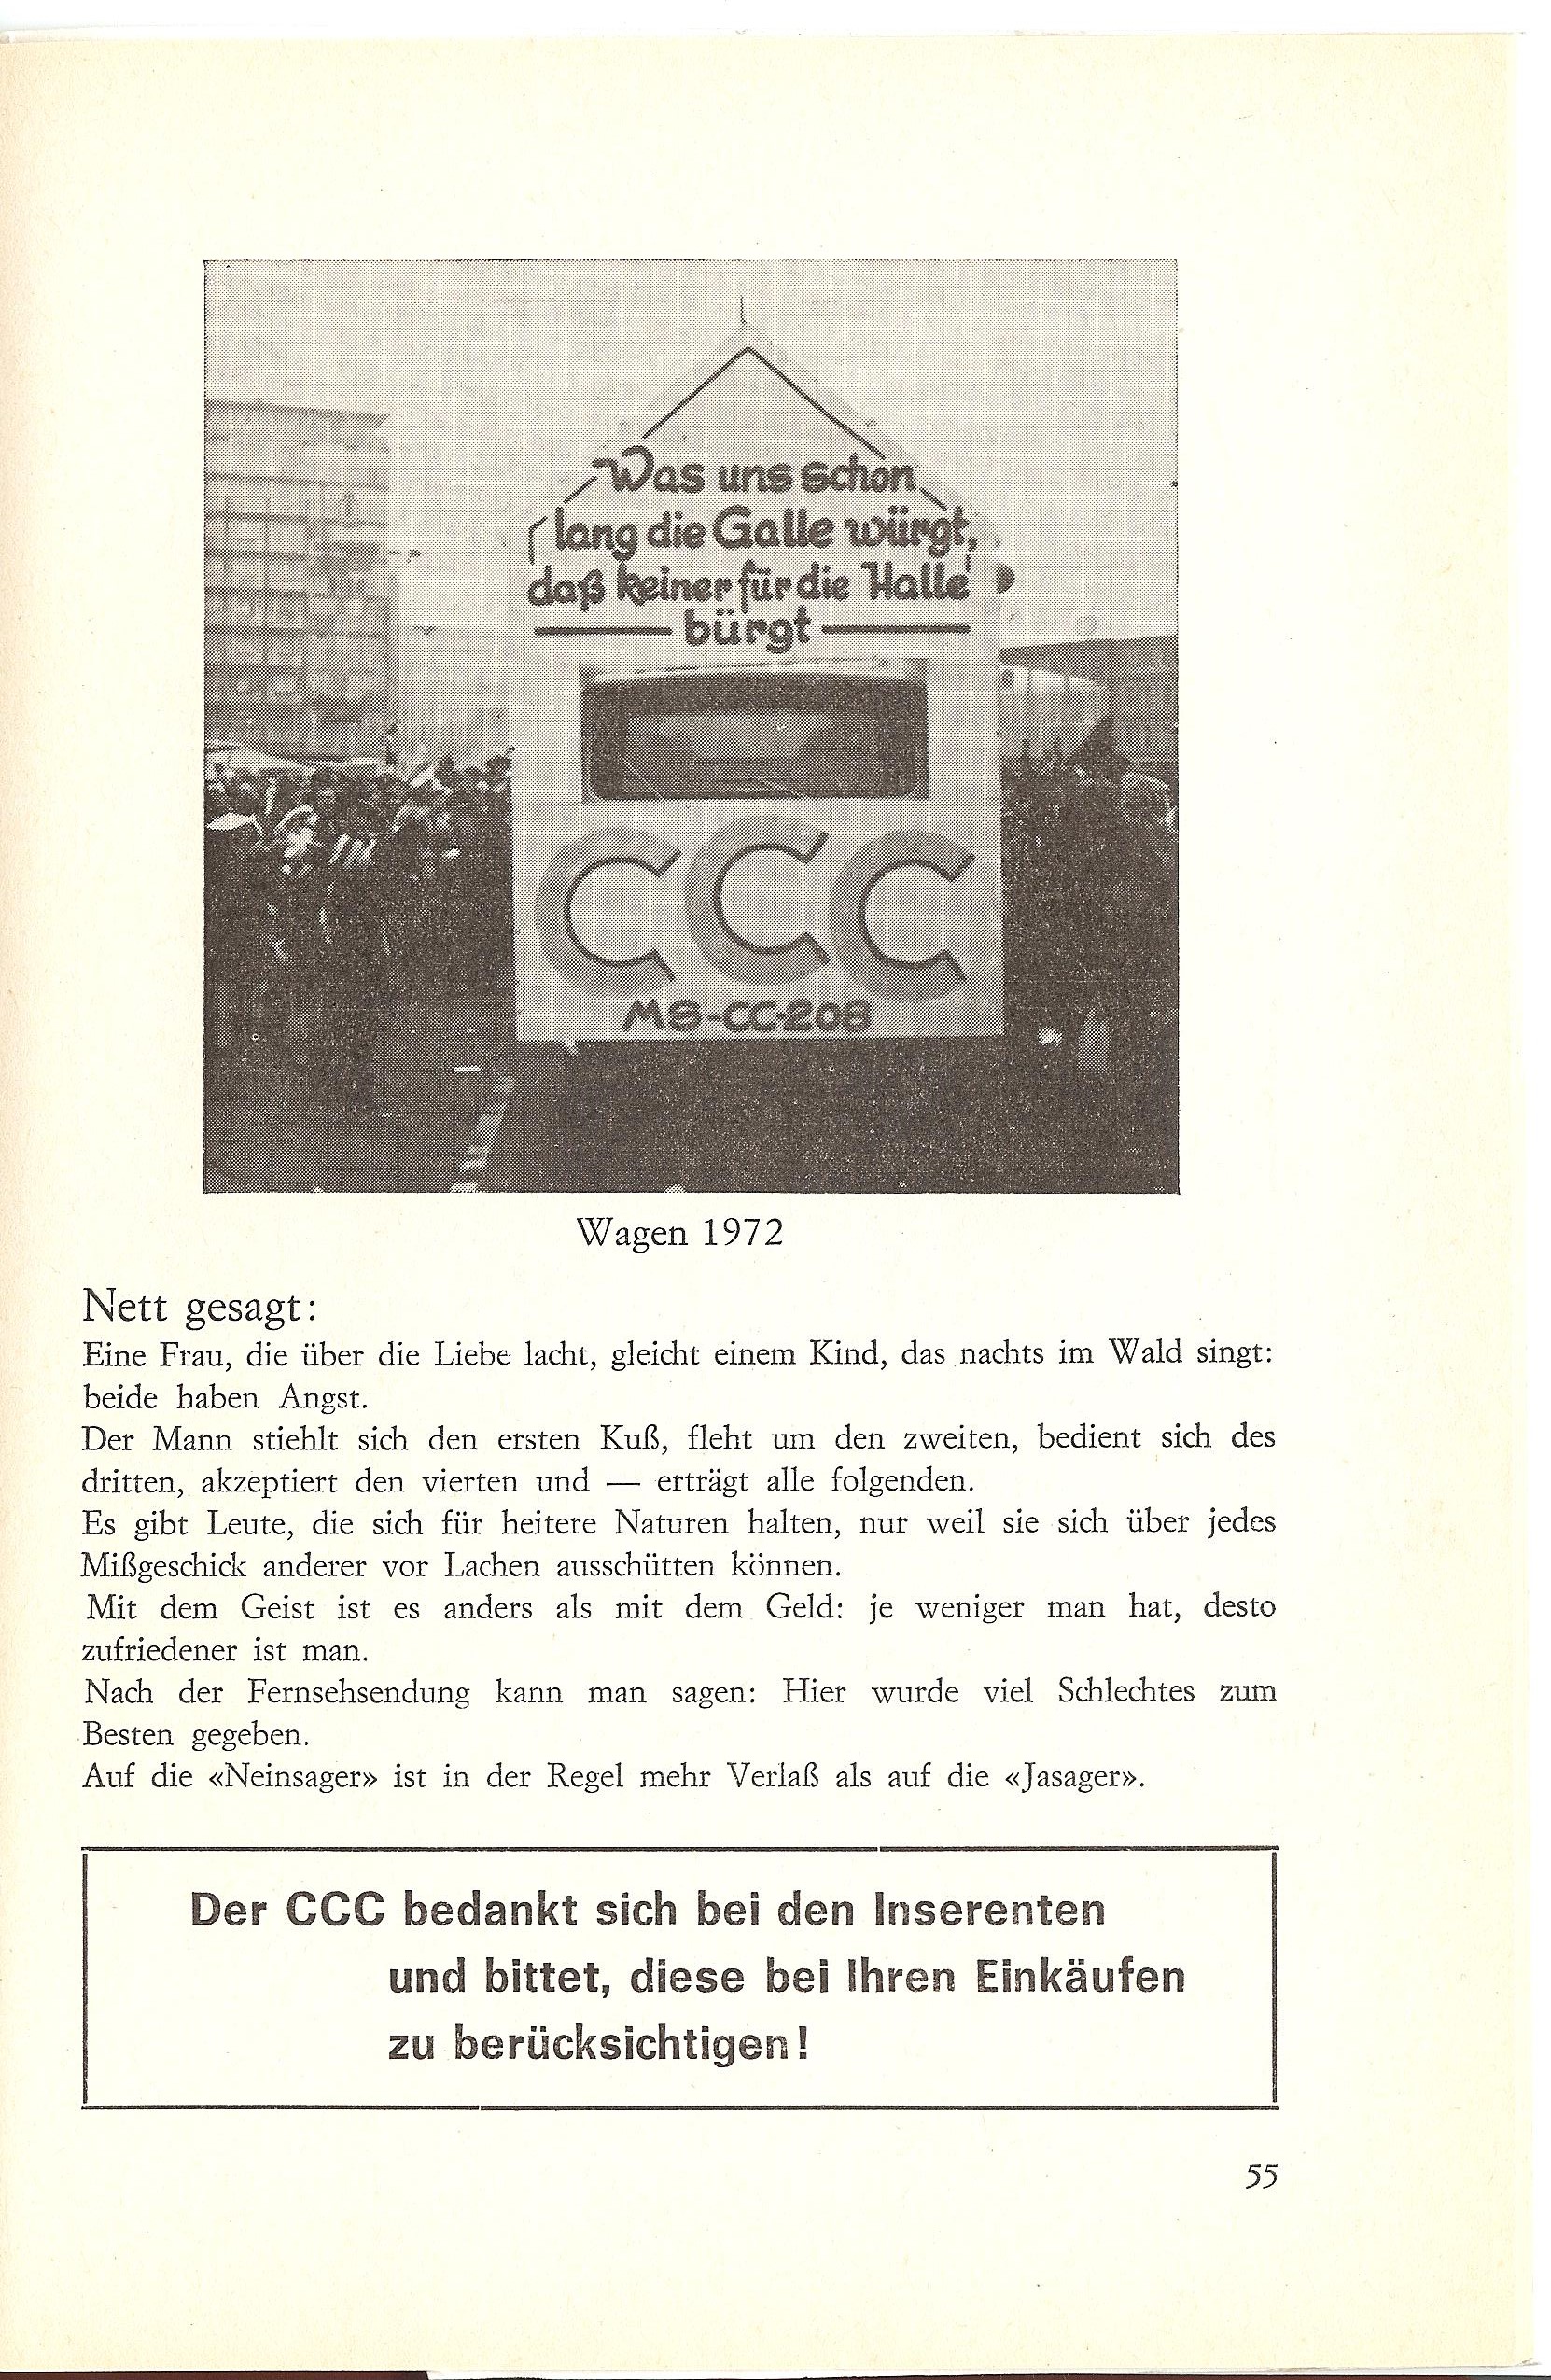 Was uns schon
lang die Galle würgt,
daß keiner für die Halle
bürgt
CCC
MS-CC-208
Wagen 1972
Nett gesagt:
Eine Frau, die über die Liebe lacht, gleicht einem Kind, das nachts im Wald singt:
beide haben Angst.
Der Mann stiehlt sich den ersten Kuß, fleht um den zweiten, bedient sich des
dritten, akzeptiert den vierten und — erträgt alle folgenden.
Es gibt Leute, die sich für heitere Naturen halten, nur weil sie sich über jedes
Mißgeschick anderer vor Lachen ausschütten können.
Mit dem Geist ist es anders als mit dem Geld: je weniger man hat, desto
zufriedener ist man.
Nach der Fernsehsendung kann man sagen: Hier wurde viel Schlechtes zum
Besten gegeben.
Auf die «Neinsager» ist in der Regel mehr Verlaß als auf die «Jasager».
Der CCC bedankt sich bei den Inserenten
und bittet, diese bei Ihren Einkäufen
zu berücksichtigen!
55